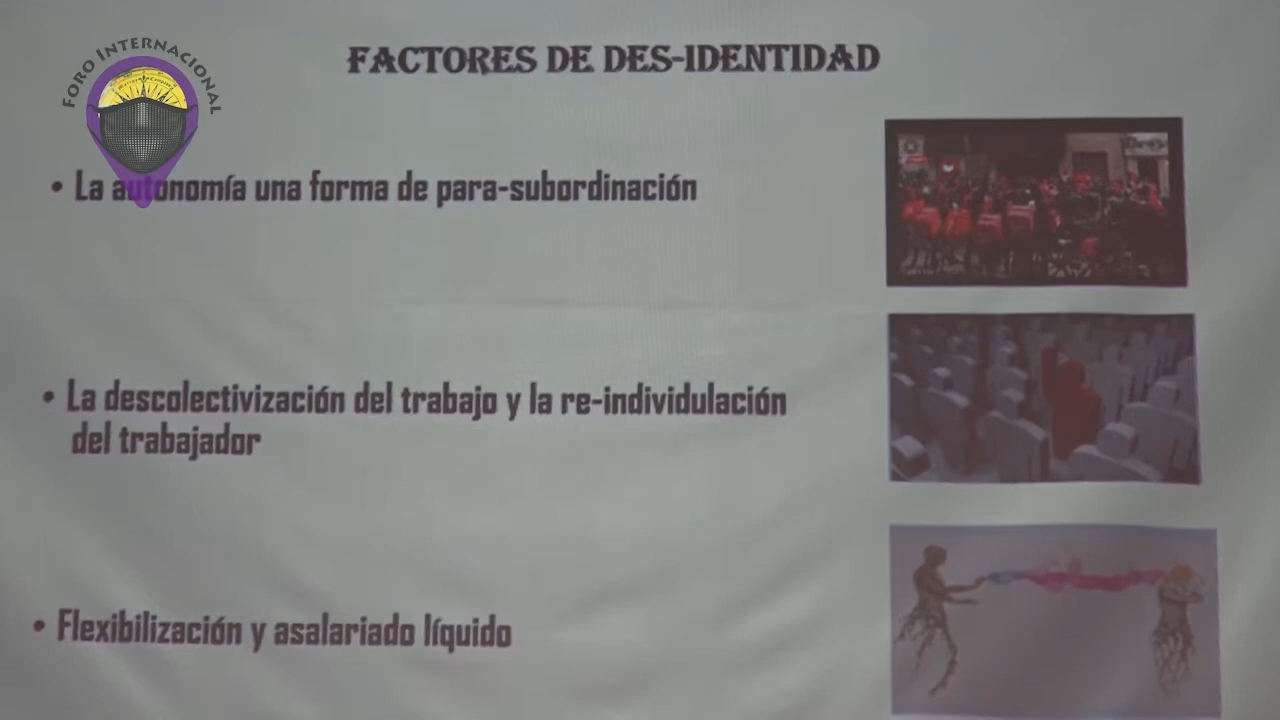 FORO INTERNACIONAL
FACTORES DE DES-IDENTIDAD
• La autonomía una forma de para-subordinación
• La descolectivización del trabajo y la re-individulación
del trabajador
• Flexibilización y asalariado líquido